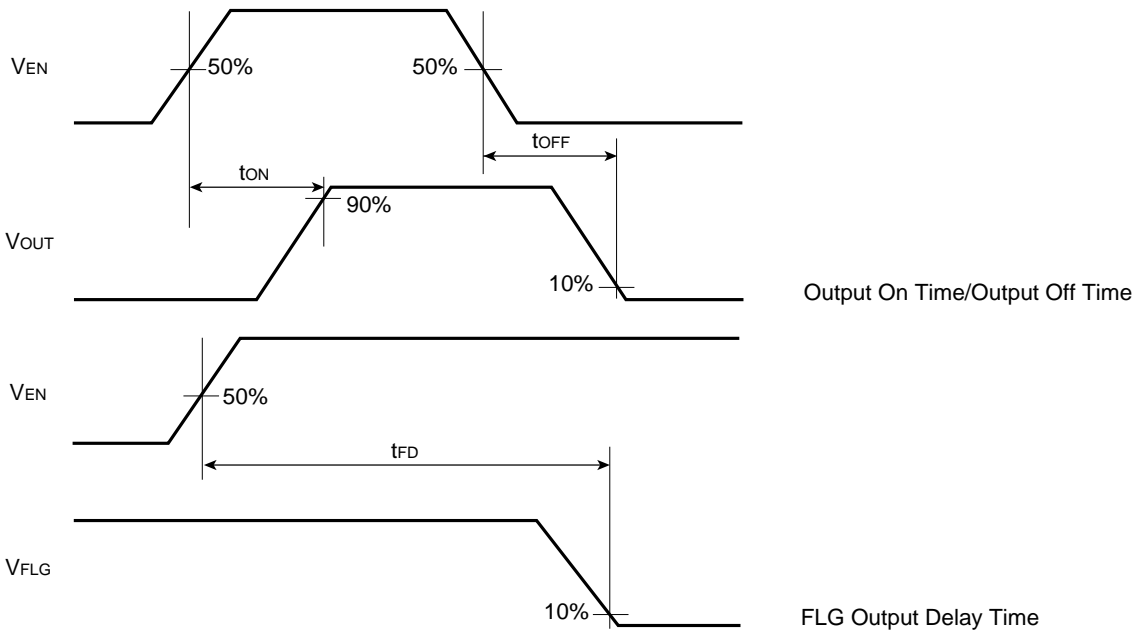 VEN
50%
50%
tOFF
tON
90%
VOUT
10%
Output On Time/Output Off Time
VEN
50%
tFD
VFLG
10%
FLG Output Delay Time